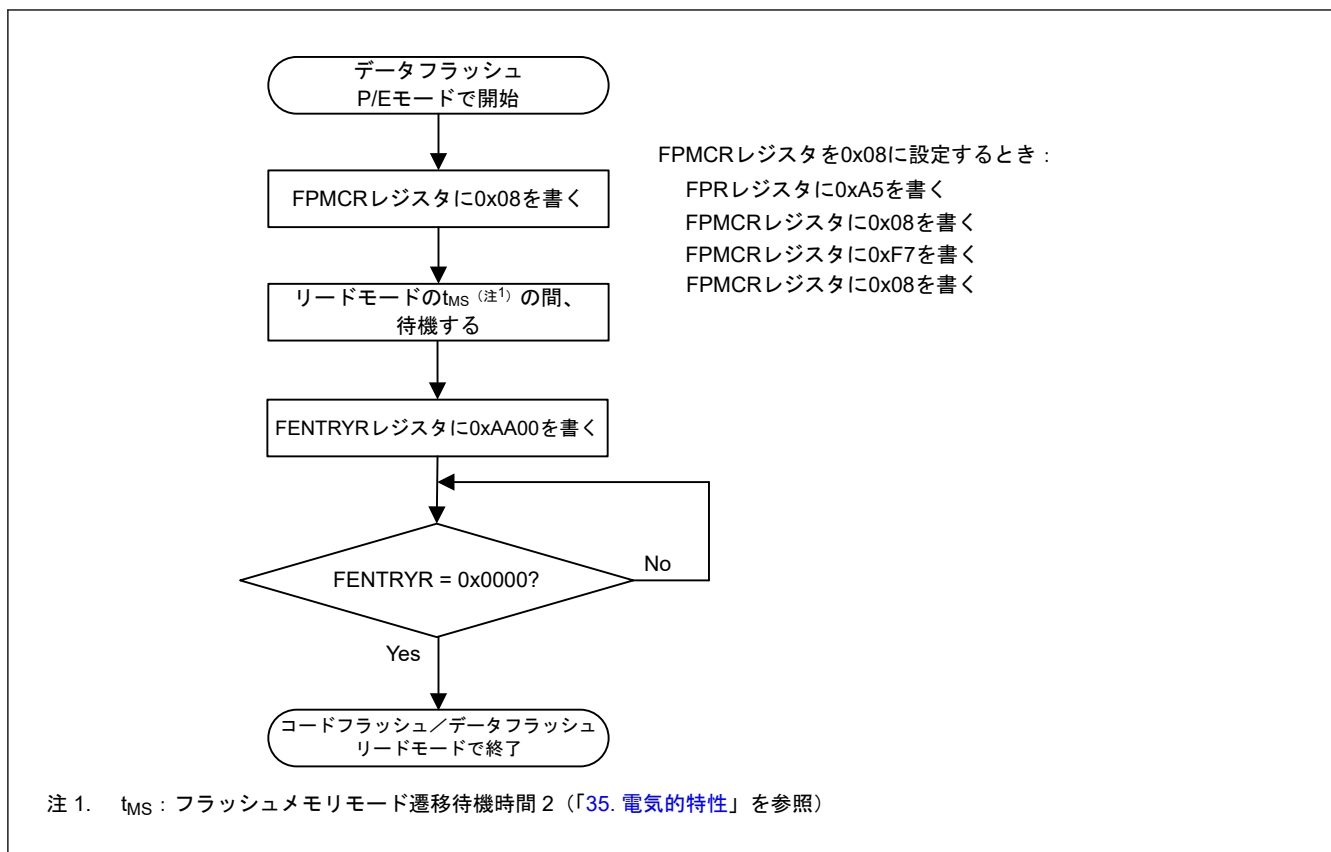 データフラッシュ
P/Eモードで開始
FPMCRレジスタに0x08を書く
FPMCRレジスタを0x08に設定するとき：
FPRレジスタに0xA5を書く
FPMCRレジスタに0x08を書く
FPMCRレジスタに0xF7を書く
FPMCRレジスタに0x08を書く
リードモードのtMS（注1）の間、
待機する
FENTRYRレジスタに0xAA00を書く
FENTRYR = 0x0000?
No
Yes
コードフラッシュ／データフラッシュ
リードモードで終了
注 1. tMS：フラッシュメモリモード遷移待機時間 2（「35. 電気的特性」を参照）